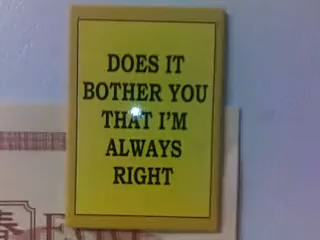 DOES IT
BOTHER YOU
THAT I'M
ALWAYS
RIGHT